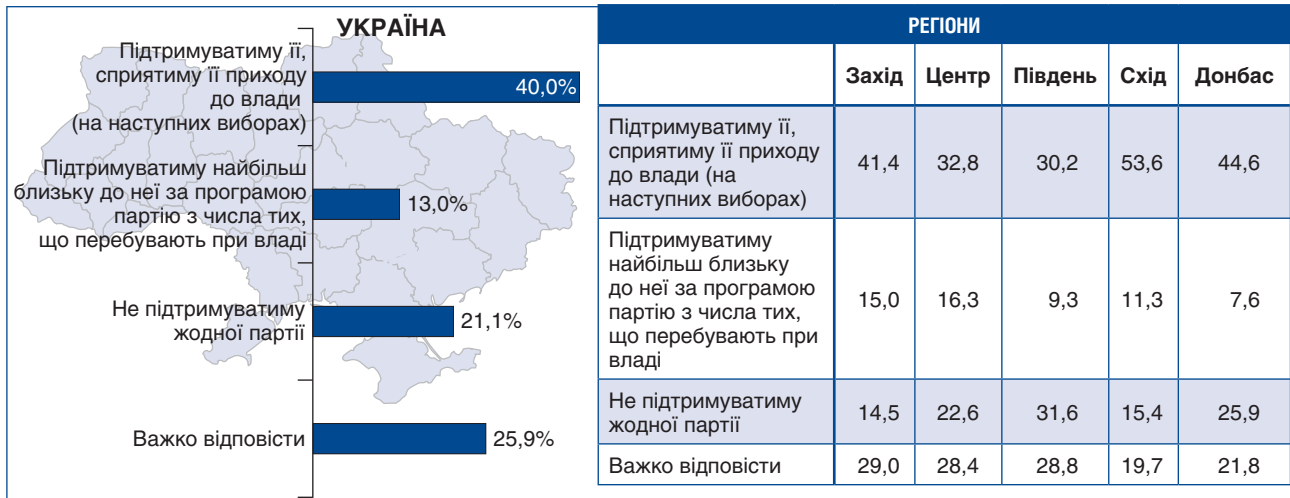 УКРАЇНА
Підтримуватиму її,
сприятиму її приходу
до влади
(на наступних виборах)
40,0%
Підтримуватиму найбільш
близьку до неї за програмою
партію з числа тих,
що перебувають при владі
13,0%
Не підтримуватиму
жодної партії
21,1%
Важко відповісти
25,9%
РЕГІОНИ
Захід Центр Південь Схід Донбас
Підтримуватиму її,
сприятиму її приходу
до влади (на
наступних виборах)
41,4 32,8 30,2 53,6 44,6
Підтримуватиму
найбільш близьку
до неї за програмою
партію з числа тих,
що перебувають при
владі
15,0 16,3 9,3 11,3 7,6
Не підтримуватиму
жодної партії
14,5 22,6 31,6 15,4 25,9
Важко відповісти 29,0 28,4 28,8 19,7 21,8